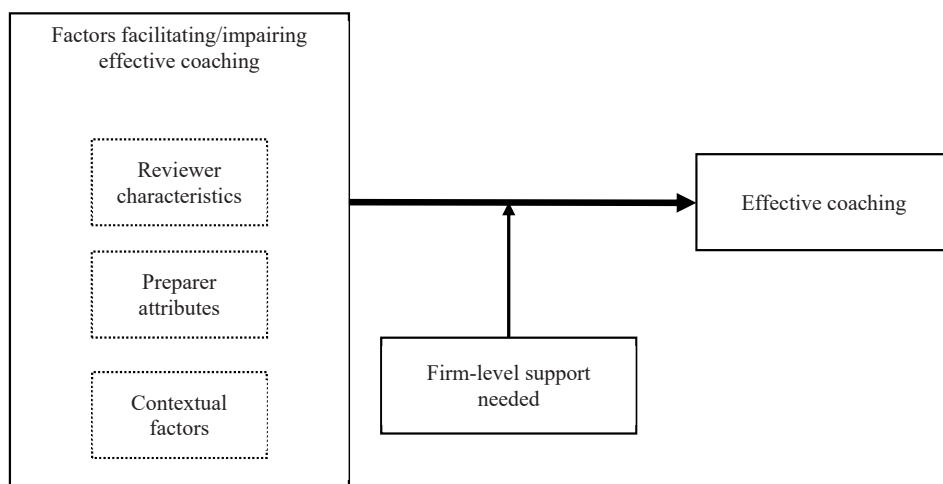 Factors facilitating/impairing
effective coaching
Reviewer
characteristics
Preparer
attributes
Contextual
factors
Firm-level support
needed
Effective coaching